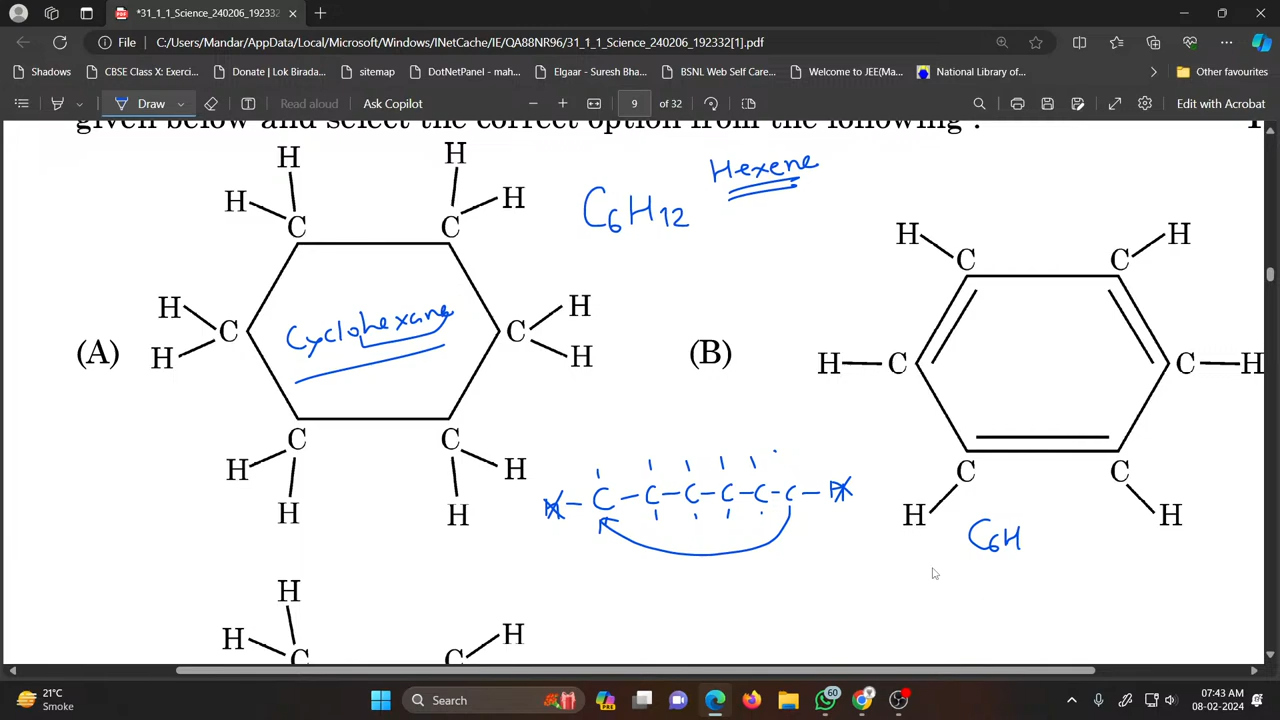 *31_1_1_Science_240206_192332
File C:/Users/Mandar/AppData/Local/Microsoft/Windows/INetCache/IE/QA88NR96/31_1_1_Science_240206_192332[1].pdf
Shadows CBSE Class X: Exerci... Donate | Lok Birada... sitemap DotNetPanel - mah... Elgaar - Suresh Bha... BSNL Web Self Care... Welcome to JEE(Ma... National Library of... Other favourites
Draw Read aloud Ask Copilot 9 of 32 Edit with Acrobat
given below and select the correct option from the following :
H H Hexene
H C C H C6H12
H C C H
H C Cyclohexane C H
(A) H H (B) H C C H
H C C H
H H
H C C C C C C H
C C
H H
C6H
H
H H
C C
21°C
Smoke
Search
PRE
60
07:43 AM
08-02-2024